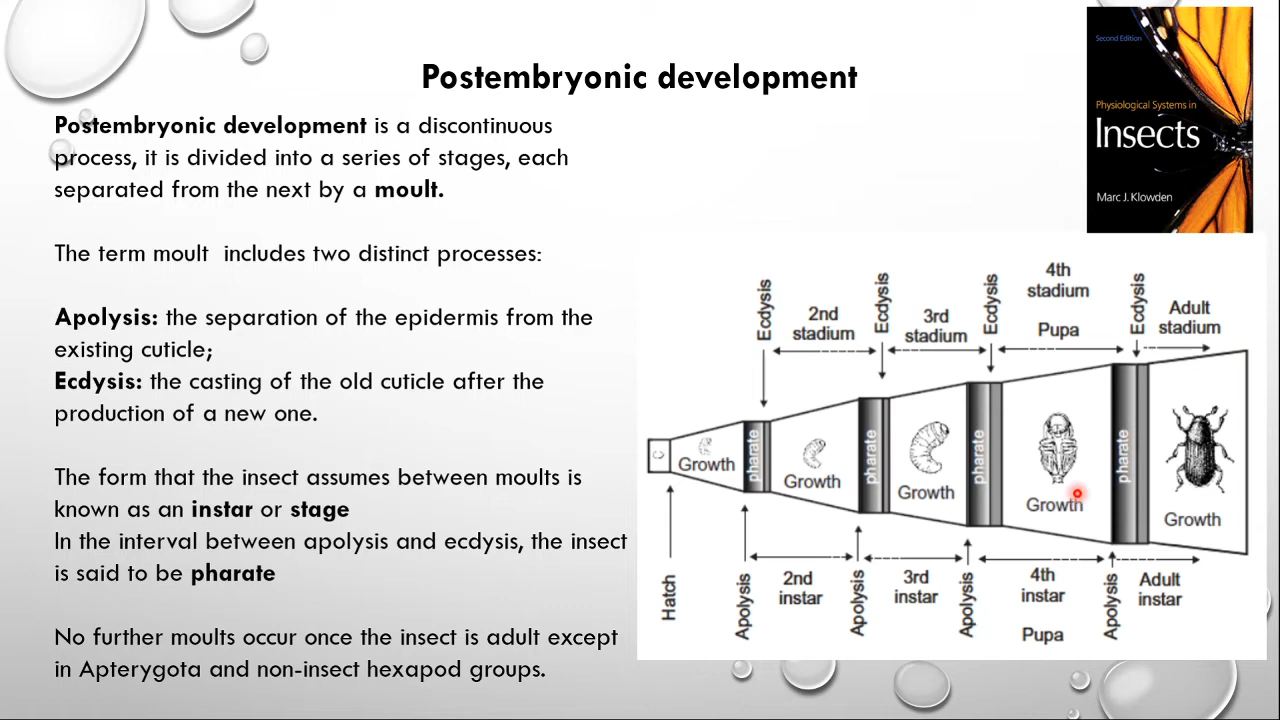 Postembryonic development
Postembryonic development is a discontinuous
process, it is divided into a series of stages, each
separated from the next by a moult.
The term moult includes two distinct processes:
Apolysis: the separation of the epidermis from the
existing cuticle;
Ecdysis: the casting of the old cuticle after the
production of a new one.
The form that the insect assumes between moults is
known as an instar or stage
In the interval between apolysis and ecdysis, the insect
is said to be pharate
No further moults occur once the insect is adult except
in Apterygota and non-insect hexapod groups.
Second Edition
Physiological Systems in
Insects
Marc J. Klowden
Ecdysis
2nd
stadium
Ecdysis
3rd
stadium
Ecdysis
4th
stadium
Pupa
Ecdysis
Adult
stadium
Growth
pharate
Growth
pharate
Growth
pharate
Growth
pharate
Growth
Hatch
Apolysis
2nd
instar
Apolysis
3rd
instar
Apolysis
4th
instar
Pupa
Apolysis
Adult
instar